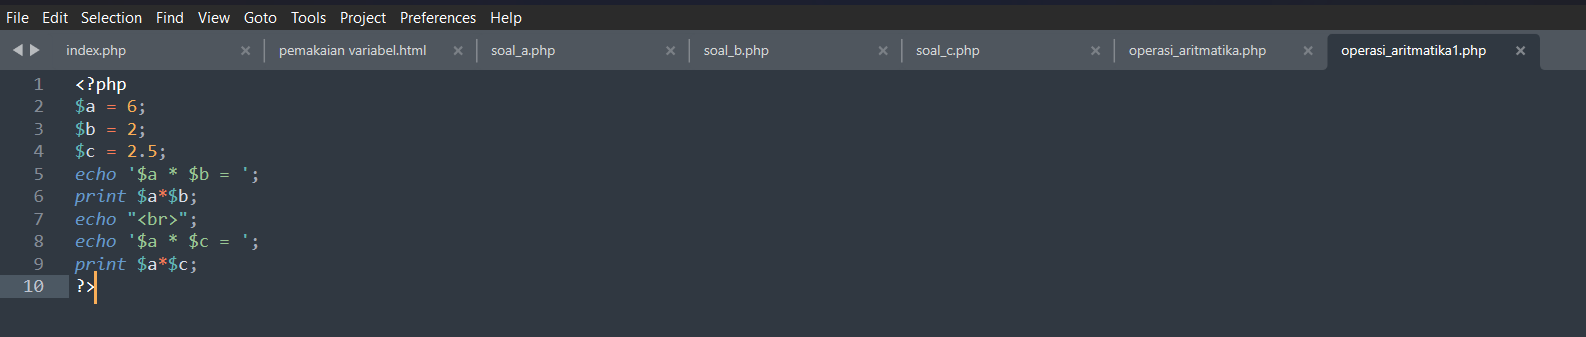 File Edit Selection Find View Goto Tools Project Preferences Help
index.php × pemakaian variabel.html × soal_a.php × soal_b.php × soal_c.php × operasi_aritmatika.php × operasi_aritmatika1.php ×
1 <?php
2 $a = 6;
3 $b = 2;
4 $c = 2.5;
5 echo '$a * $b = ';
6 print $a*$b;
7 echo "<br>";
8 echo '$a * $c = ';
9 print $a*$c;
10 ?>